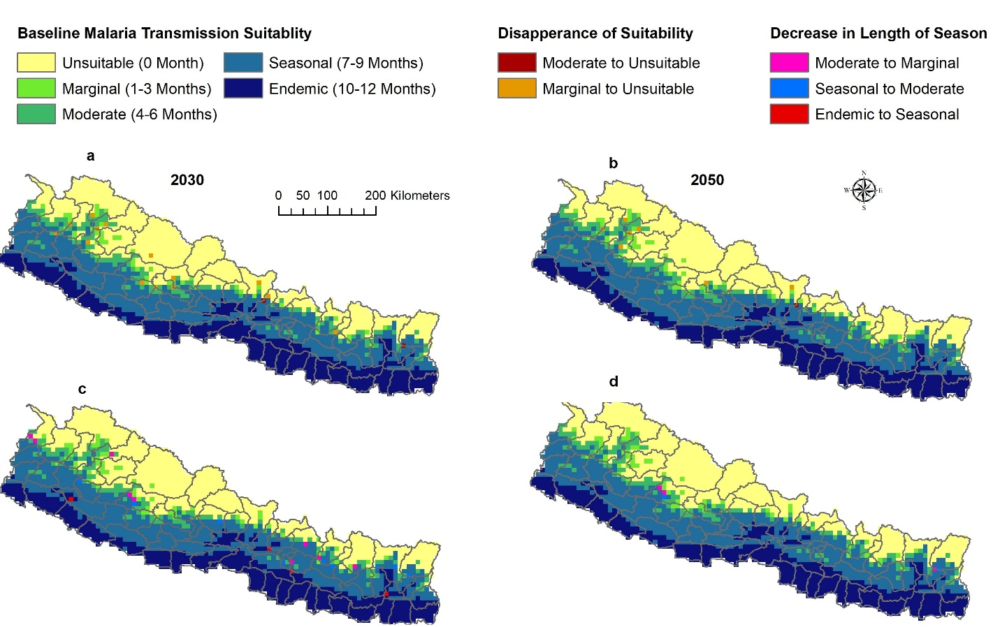 Baseline Malaria Transmission Suitablity
Unsuitable (0 Month)
Marginal (1-3 Months)
Moderate (4-6 Months)
Seasonal (7-9 Months)
Endemic (10-12 Months)
Disapperance of Suitability
Moderate to Unsuitable
Marginal to Unsuitable
Decrease in Length of Season
Moderate to Marginal
Seasonal to Moderate
Endemic to Seasonal
a
2030
0 50 100 200 Kilometers
b
2050
N
W E
S
c
d